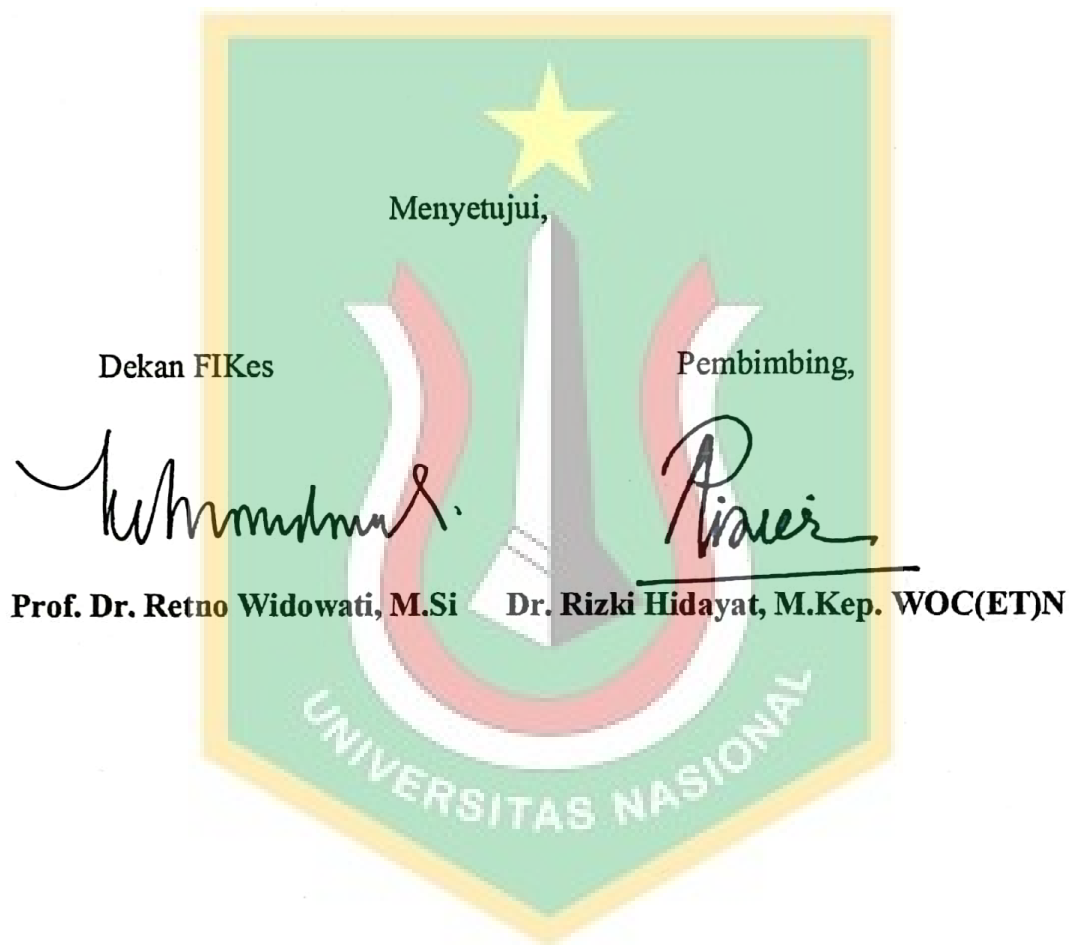 Menyetujui,
Dekan FIKes
Pembimbing,
Prof. Dr. Retno Widowati, M.Si
Dr. Rizki Hidayat, M.Kep. WOC(ET)N
UNIVERSITAS NASIONAL